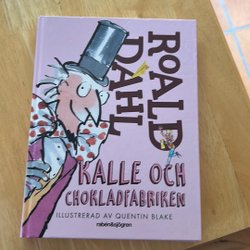 ROALD
DAHL
KALLE OCH
CHOKLADFABRIKEN
ILLUSTRERAD AV QUENTIN BLAKE
rabén&sjögren